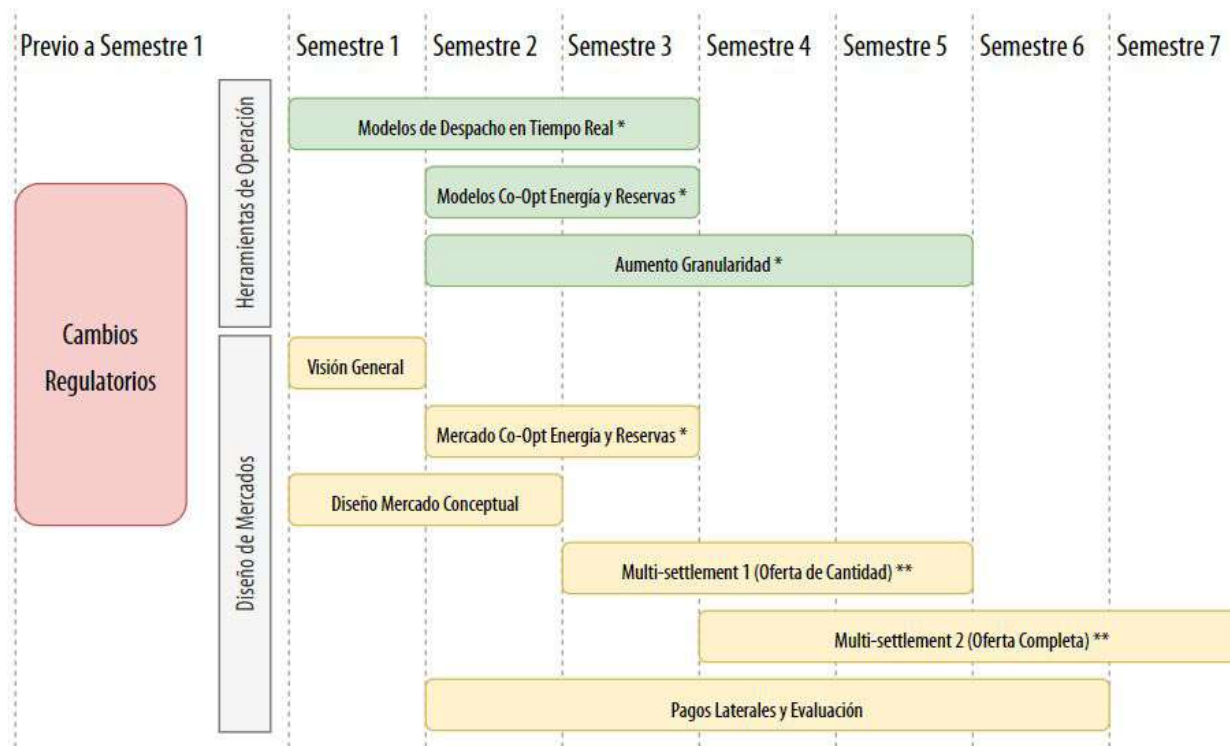 Previo a Semestre 1
Semestre 1
Semestre 2
Semestre 3
Semestre 4
Semestre 5
Semestre 6
Semestre 7
Cambios
Regulatorios
Herramientas de Operación
Modelos de Despacho en Tiempo Real *
Modelos Co-Opt Energía y Reservas *
Aumento Granularidad *
Diseño de Mercados
Visión General
Mercado Co-Opt Energía y Reservas *
Diseño Mercado Conceptual
Multi-settlement 1 (Oferta de Cantidad) **
Multi-settlement 2 (Oferta Completa) **
Pagos Laterales y Evaluación